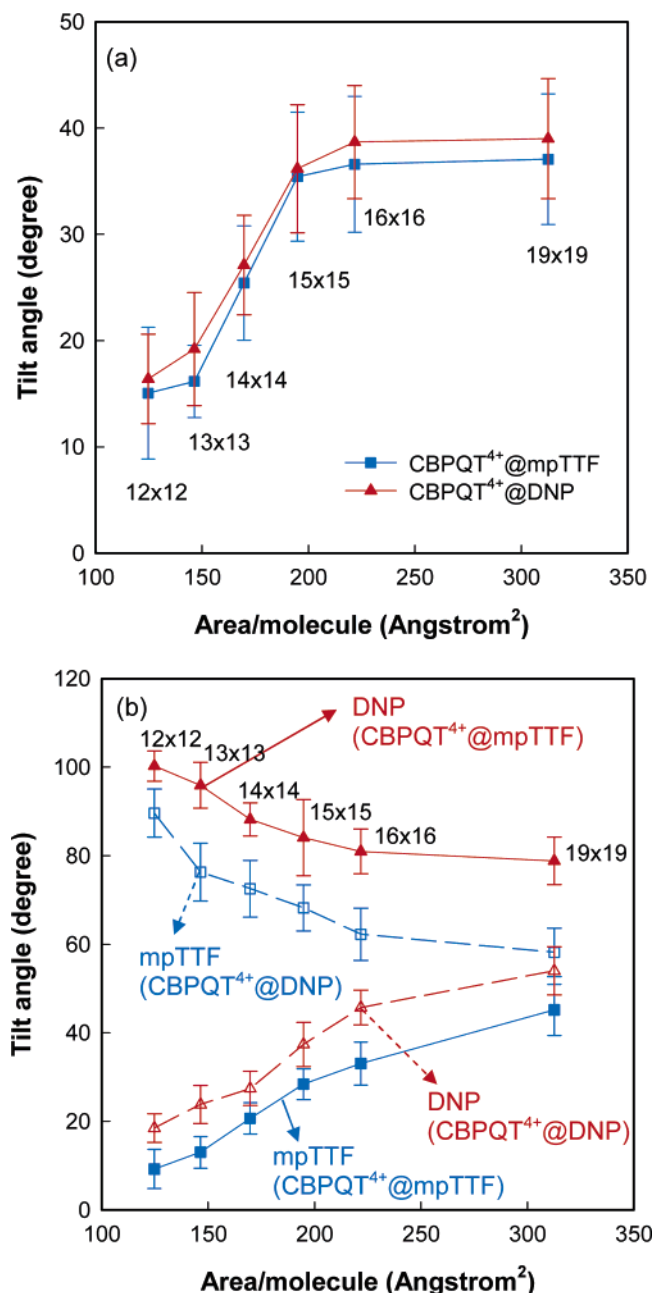 (a)
50
40
30
20
10
0
Tilt angle (degree)
12x12
13x13
14x14
15x15
16x16
19x19
CBPQT⁴⁺@mpTTF
CBPQT⁴⁺@DNP
100 150 200 250 300 350
Area/molecule (Angstrom²)
(b)
120
100
80
60
40
20
0
Tilt angle (degree)
DNP
(CBPQT⁴⁺@mpTTF)
12x12
13x13
14x14
15x15
16x16
19x19
mpTTF
(CBPQT⁴⁺@DNP)
DNP
(CBPQT⁴⁺@DNP)
mpTTF
(CBPQT⁴⁺@mpTTF)
100 150 200 250 300 350
Area/molecule (Angstrom²)